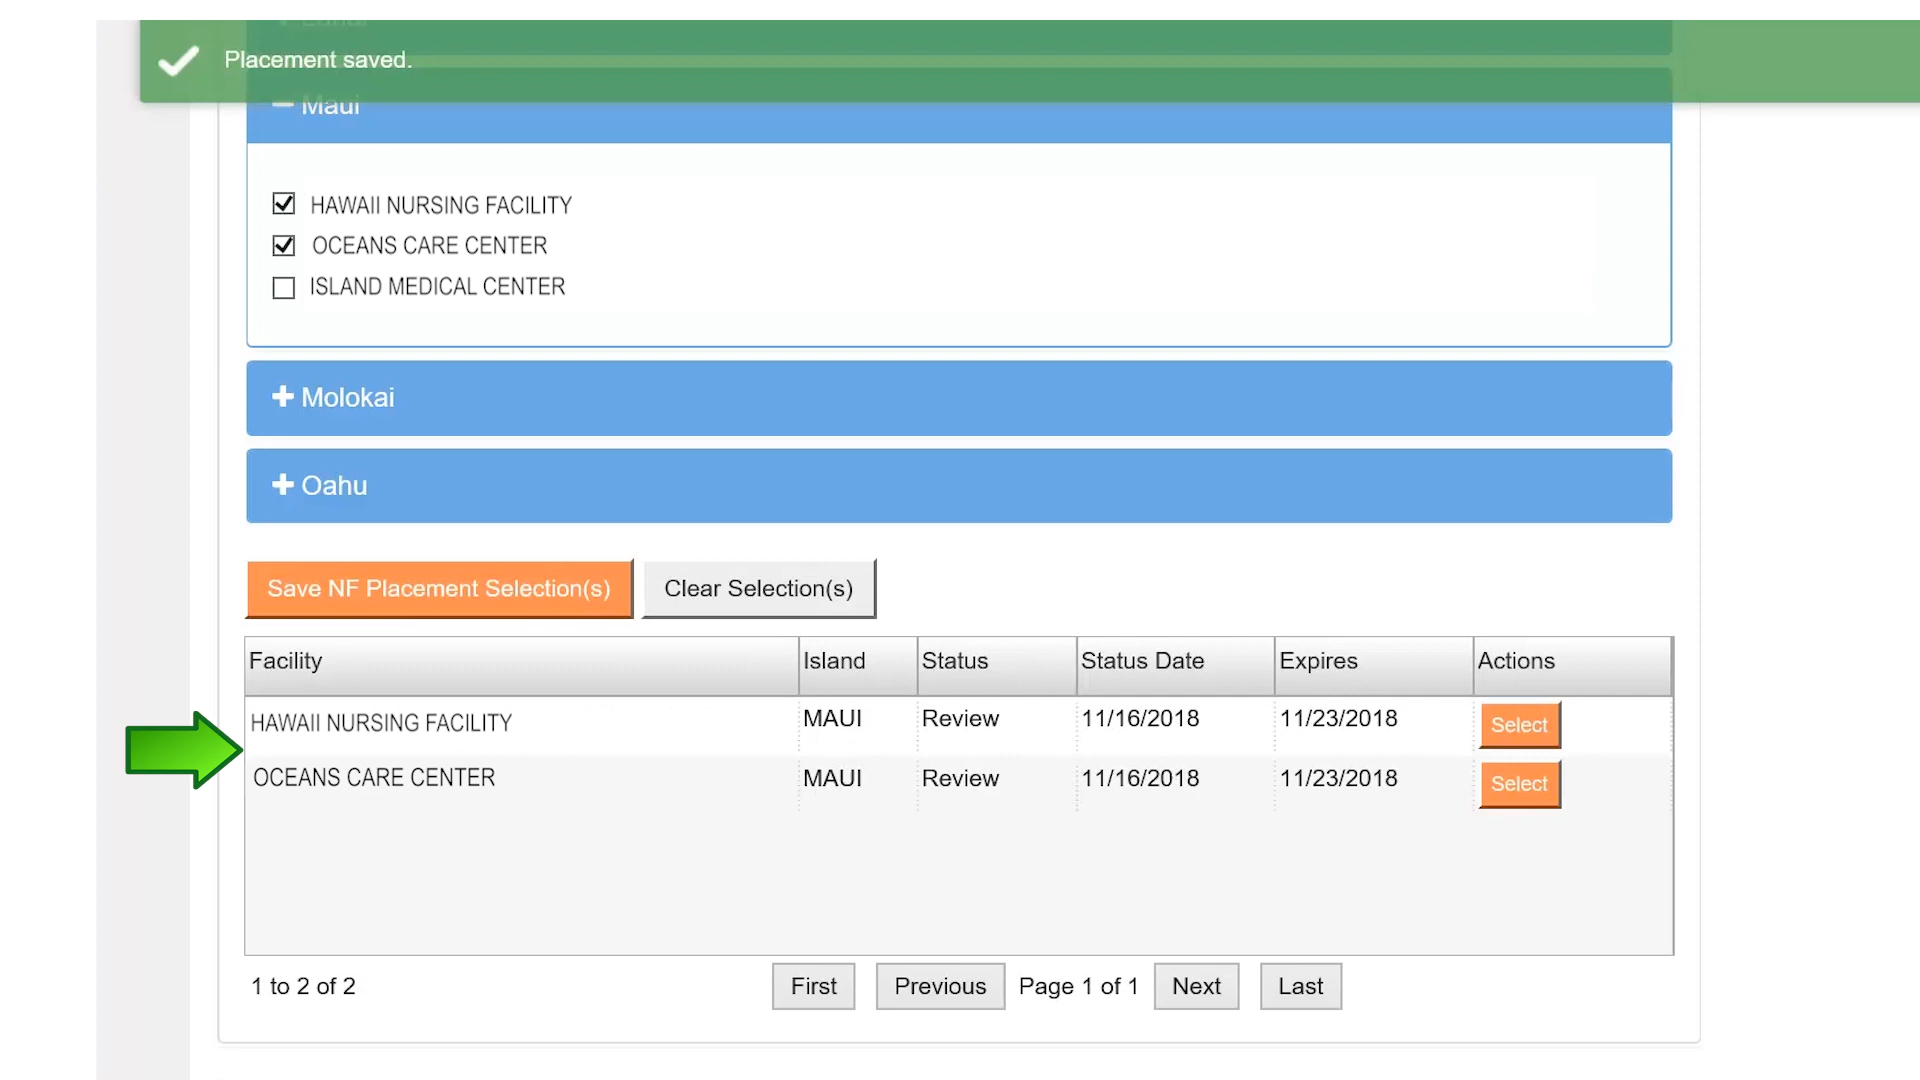 Lanai
Placement saved.
Maui
HAWAII NURSING FACILITY
OCEANS CARE CENTER
ISLAND MEDICAL CENTER
Molokai
Oahu
Save NF Placement Selection(s) Clear Selection(s)
Facility Island Status Status Date Expires Actions
HAWAII NURSING FACILITY MAUI Review 11/16/2018 11/23/2018 Select
OCEANS CARE CENTER MAUI Review 11/16/2018 11/23/2018 Select
1 to 2 of 2 First Previous Page 1 of 1 Next Last